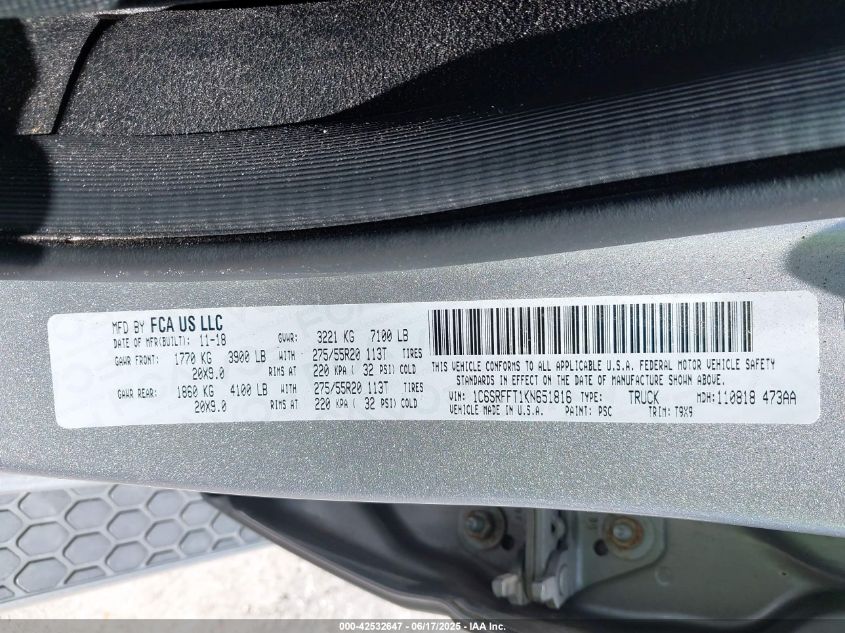 MFD BY FCA US LLC
DATE OF MFR(BUILT): 11-18 GVWR: 3221 KG 7100 LB
GAWR FRONT: 1770 KG 3900 LB WITH 275/55R20 113T TIRES
20X9.0 RIMS AT 220 KPA ( 32 PSI) COLD
GAWR REAR: 1860 KG 4100 LB WITH 275/55R20 113T TIRES
20X9.0 RIMS AT 220 KPA ( 32 PSI) COLD
THIS VEHICLE CONFORMS TO ALL APPLICABLE U.S.A. FEDERAL MOTOR VEHICLE SAFETY
STANDARDS IN EFFECT ON THE DATE OF MANUFACTURE SHOWN ABOVE.
VIN: 1C6SRFFT1KN651816 TYPE: TRUCK MDH: 110818 473AA
VEHICLE MADE IN U.S.A. PAINT: PSC TRIM: T9X9
000-42532647 - 06/17/2025 - IAA Inc.